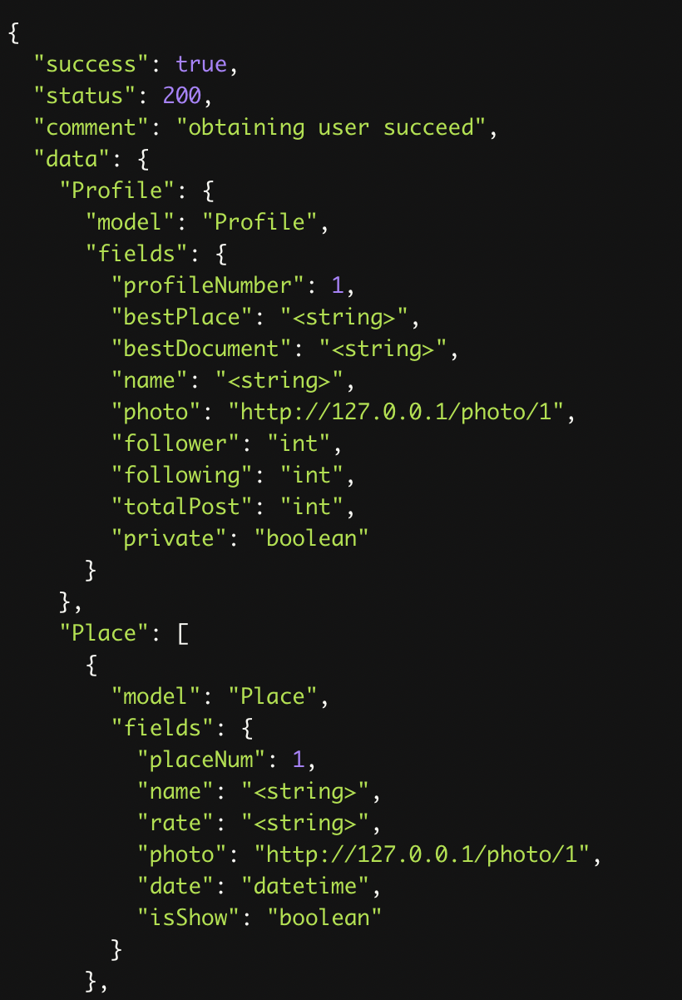 {
  "success": true,
  "status": 200,
  "comment": "obtaining user succeed",
  "data": {
    "Profile": {
      "model": "Profile",
      "fields": {
        "profileNumber": 1,
        "bestPlace": "<string>",
        "bestDocument": "<string>",
        "name": "<string>",
        "photo": "http://127.0.0.1/photo/1",
        "follower": "int",
        "following": "int",
        "totalPost": "int",
        "private": "boolean"
      }
    },
    "Place": [
      {
        "model": "Place",
        "fields": {
          "placeNum": 1,
          "name": "<string>",
          "rate": "<string>",
          "photo": "http://127.0.0.1/photo/1",
          "date": "datetime",
          "isShow": "boolean"
        }
      },